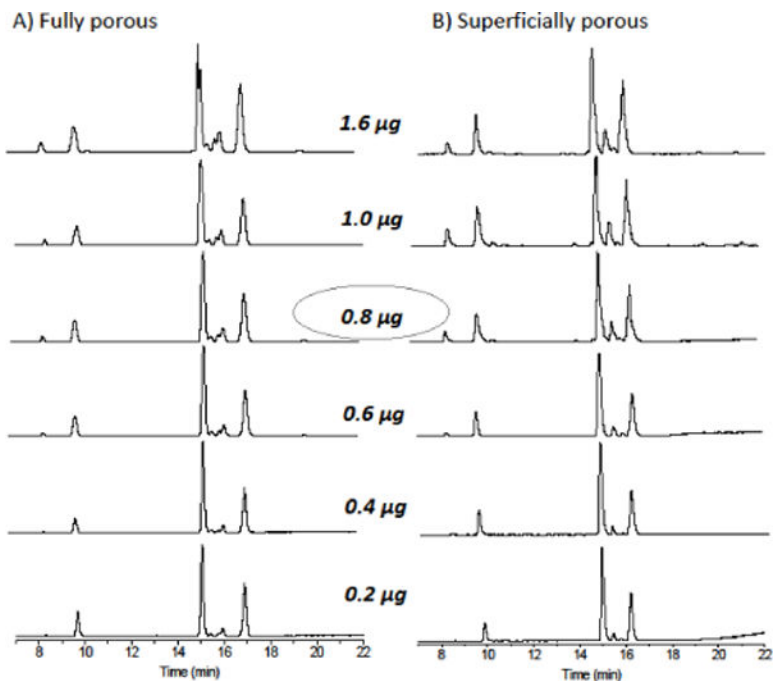 A) Fully porous
B) Superficially porous
1.6 µg
1.0 µg
0.8 µg
0.6 µg
0.4 µg
0.2 µg
8 10 12 14 16 18 20 22
Time (min)
8 10 12 14 16 18 20 22
Time (min)